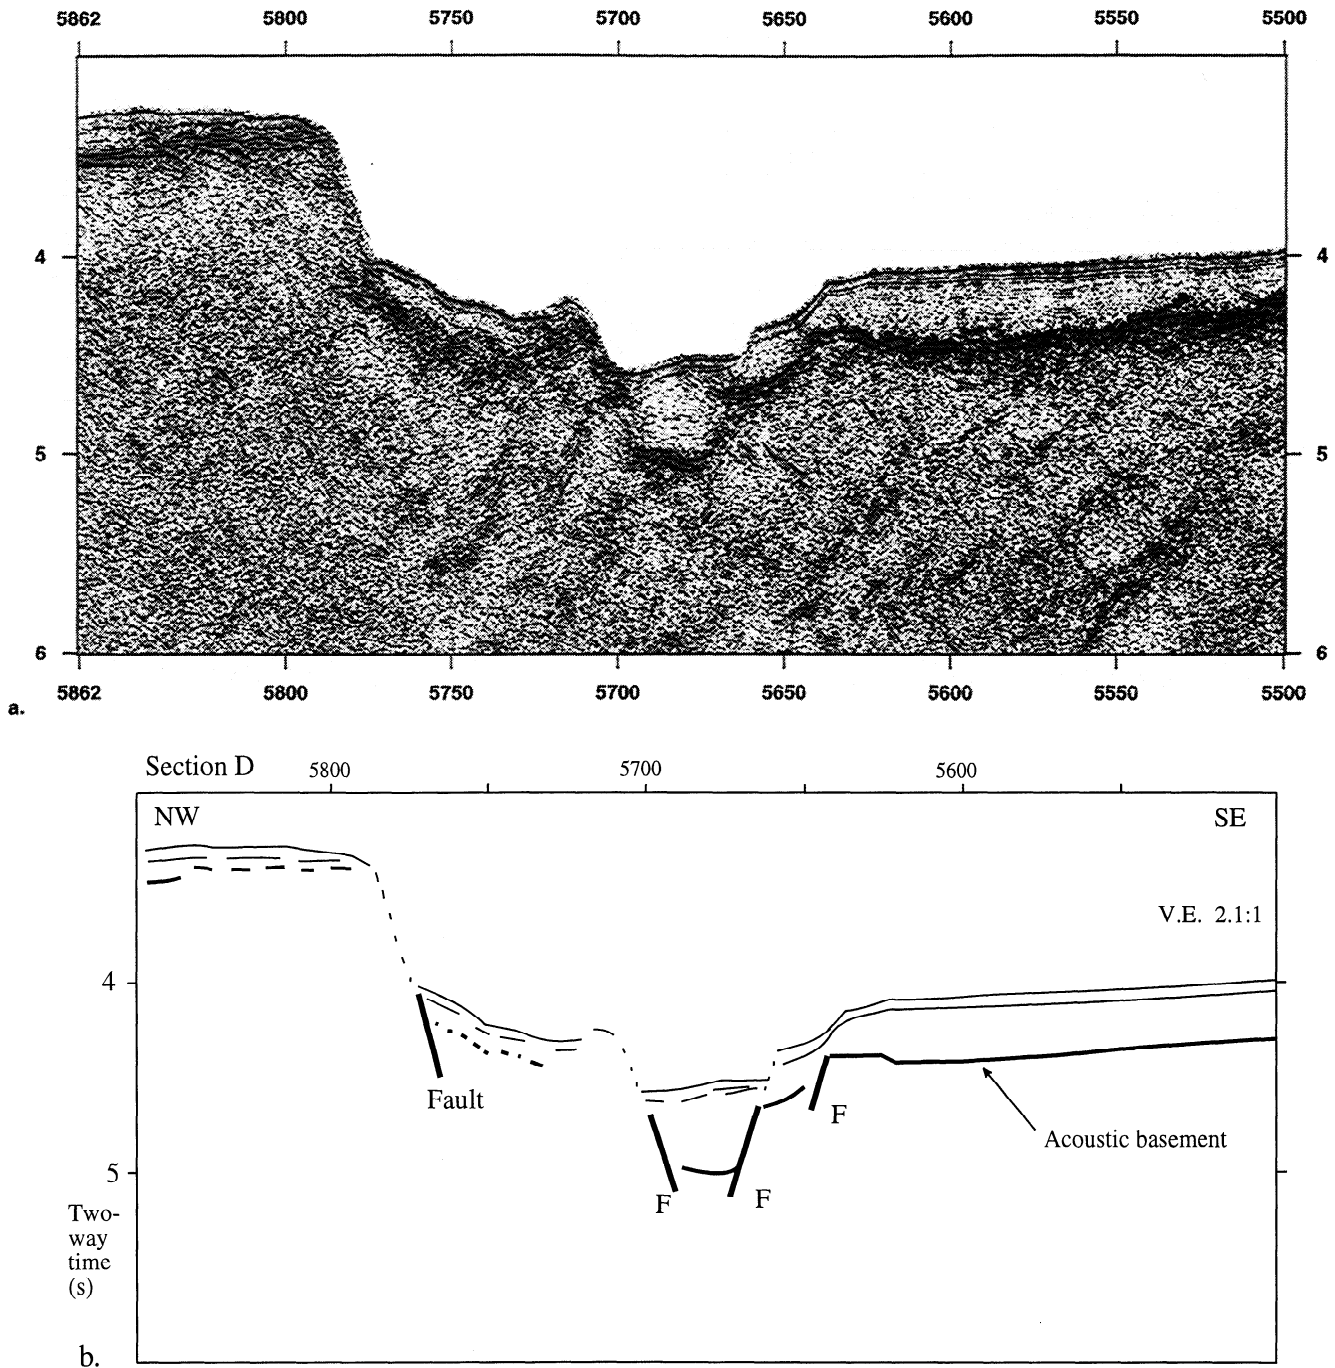 5862 5800 5750 5700 5650 5600 5550 5500
4 4
5 5
6 6
5862 5800 5750 5700 5650 5600 5550 5500
a.
Section D 5800 5700 5600
NW SE
V.E. 2.1:1
4
Fault
F
Acoustic basement
5
F F
Two-
way
time
(s)
b.